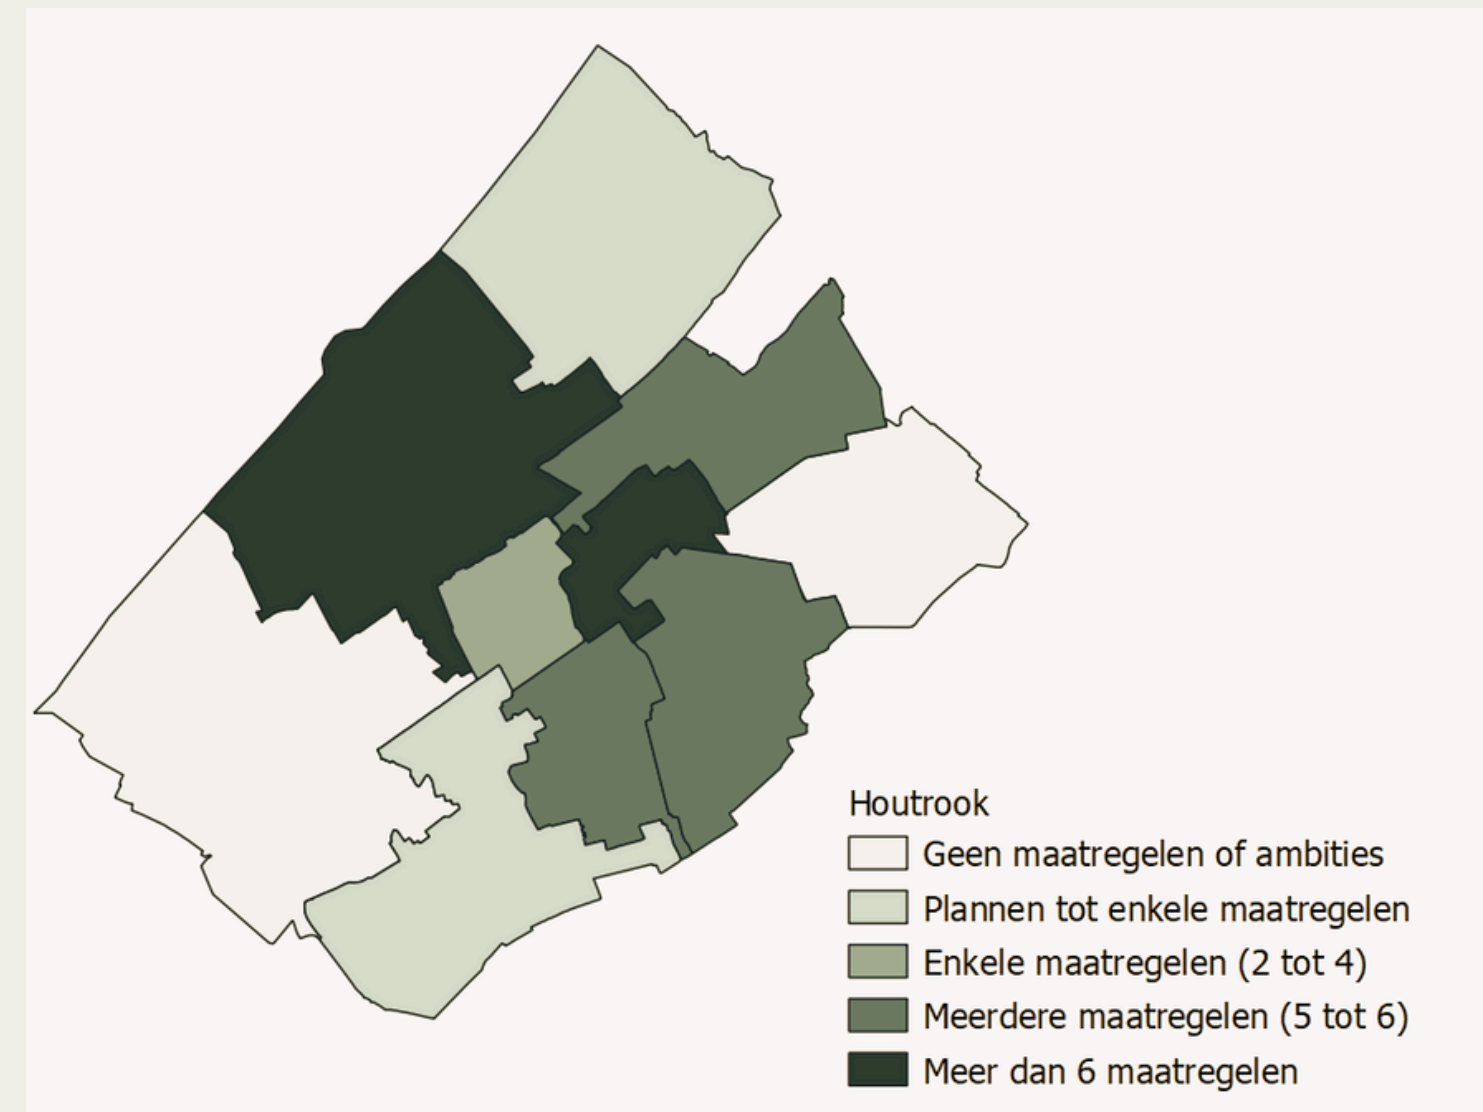 Houtrook
Geen maatregelen of ambities
Plannen tot enkele maatregelen
Enkele maatregelen (2 tot 4)
Meerdere maatregelen (5 tot 6)
Meer dan 6 maatregelen